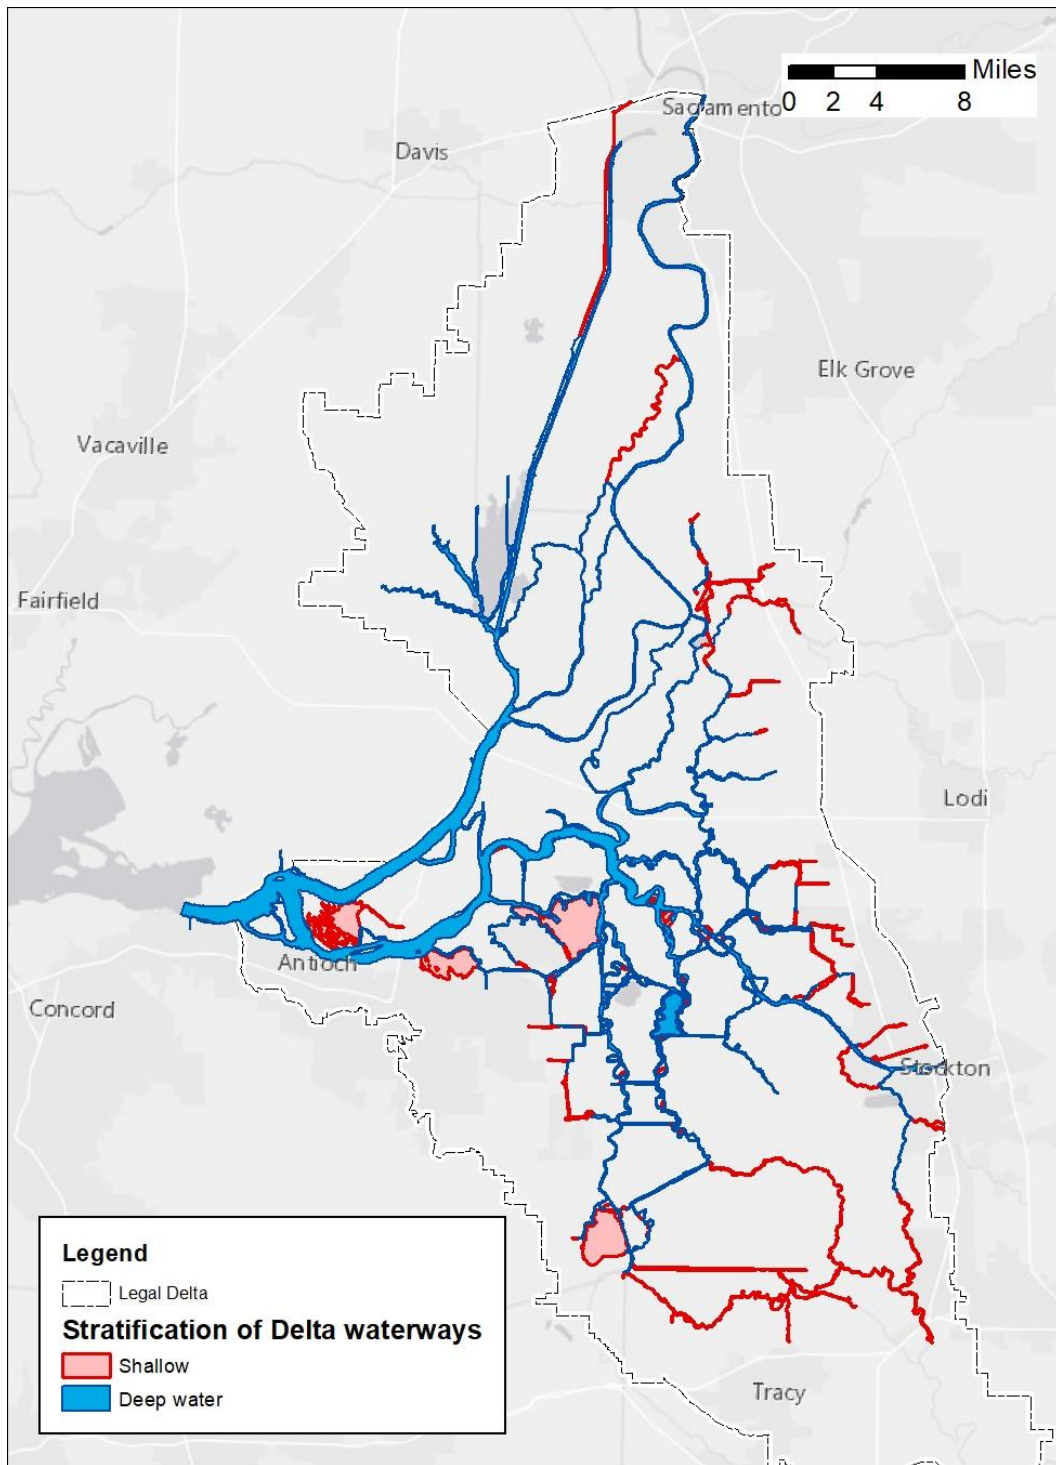 Miles
0 2 4 8
Sacramento
Davis
Elk Grove
Vacaville
Fairfield
Lodi
Antioch
Concord
Stockton
Tracy
Legend
Legal Delta
Stratification of Delta waterways
Shallow
Deep water